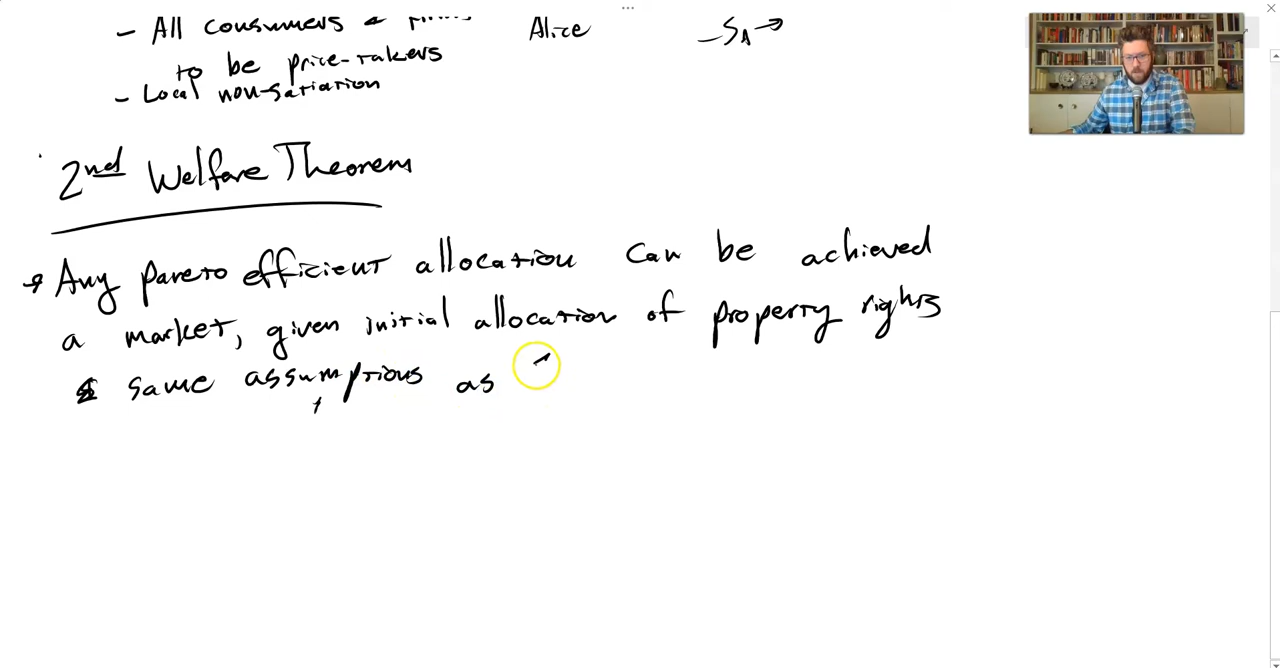 - All consumers &
Alice
S_A →
to be price-takers
- Local non-satiation
2nd Welfare Theorem
→ Any pareto efficient allocation can be achieved
a market, given initial allocation of property rights
& same assumptions as